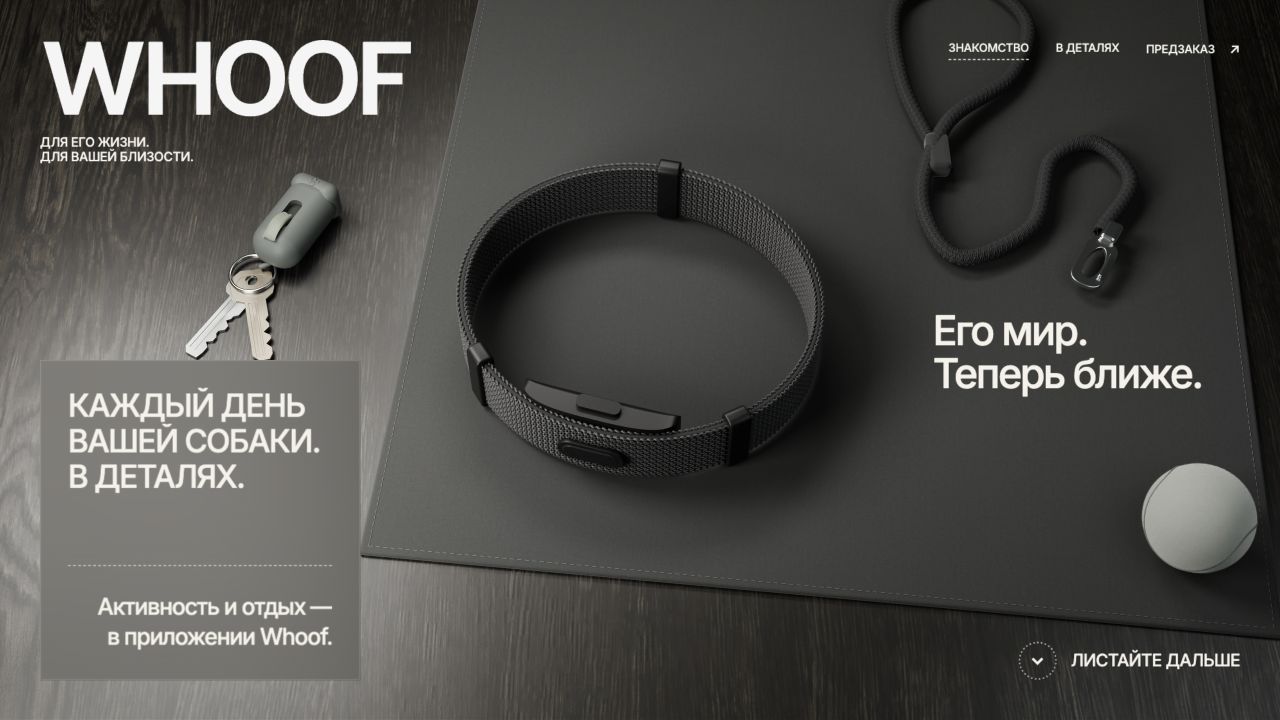 WHOOF
ДЛЯ ЕГО ЖИЗНИ.
ДЛЯ ВАШЕЙ БЛИЗОСТИ.
ЗНАКОМСТВО
В ДЕТАЛЯХ
ПРЕДЗАКАЗ
Его мир.
Теперь ближе.
КАЖДЫЙ ДЕНЬ
ВАШЕЙ СОБАКИ.
В ДЕТАЛЯХ.
Активность и отдых —
в приложении Whoof.
ЛИСТАЙТЕ ДАЛЬШЕ